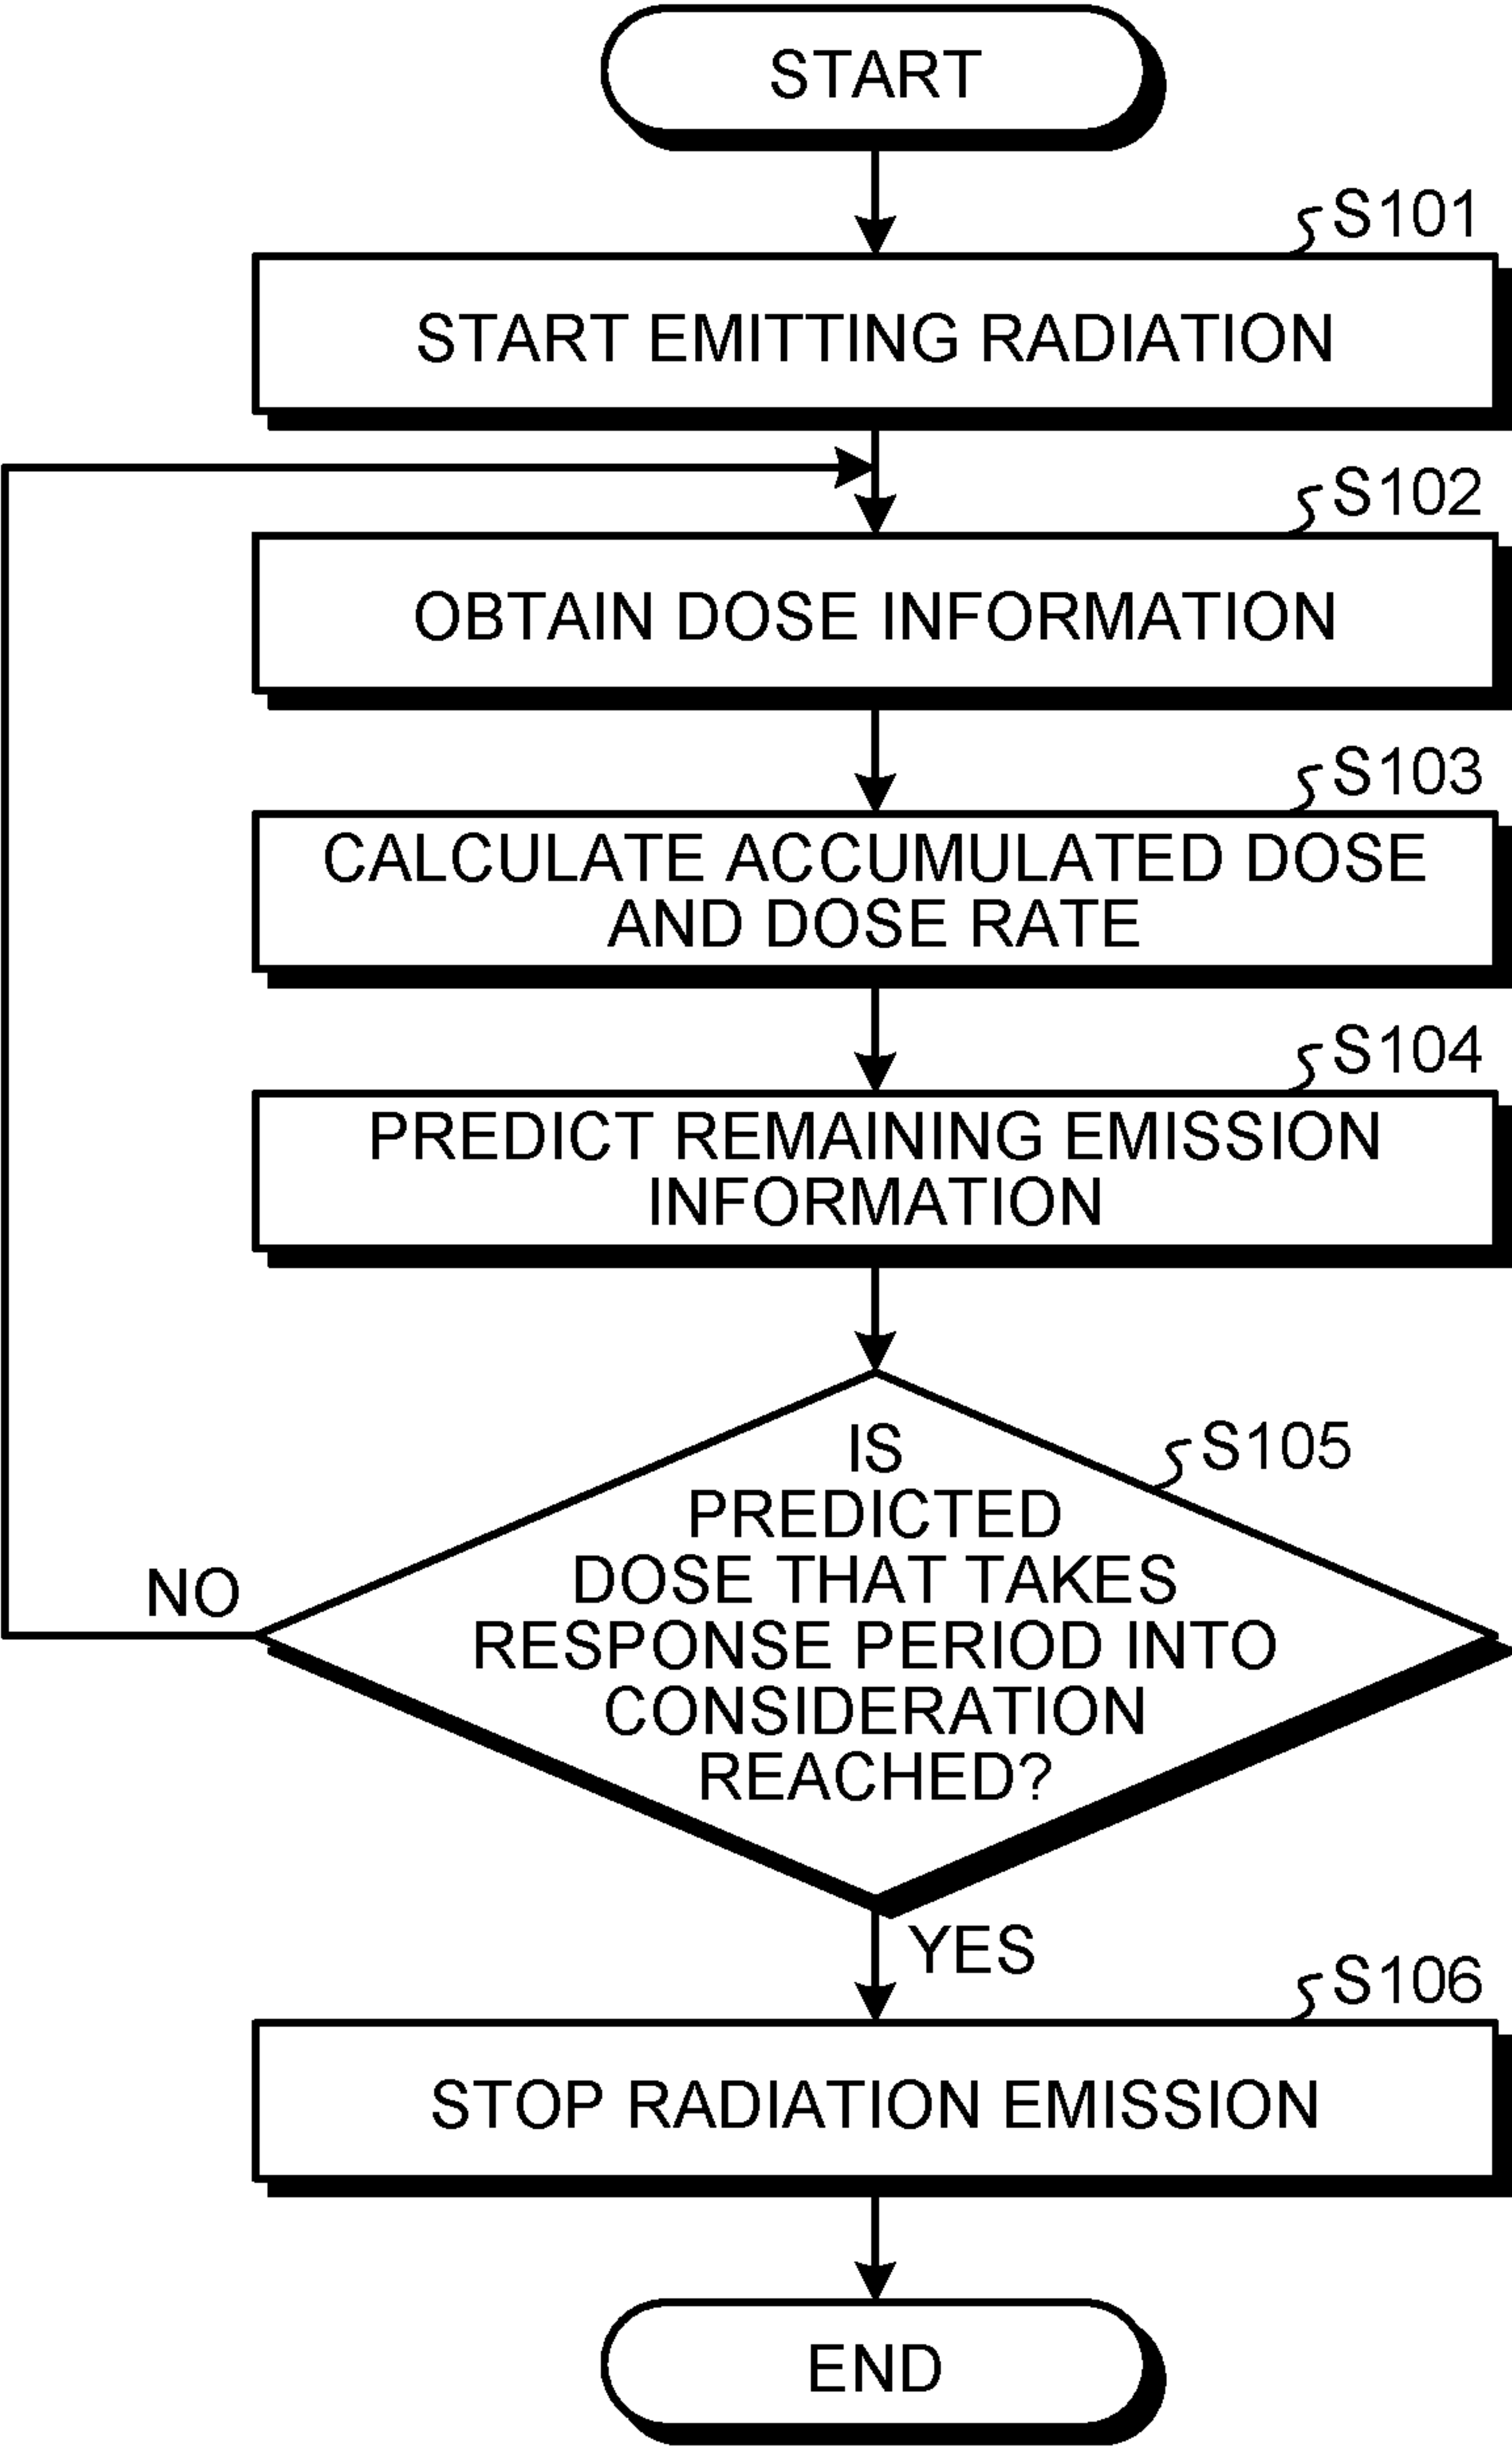 START
S101
START EMITTING RADIATION
S102
OBTAIN DOSE INFORMATION
S103
CALCULATE ACCUMULATED DOSE
AND DOSE RATE
S104
PREDICT REMAINING EMISSION
INFORMATION
S105
IS
PREDICTED
DOSE THAT TAKES
RESPONSE PERIOD INTO
CONSIDERATION
REACHED?
NO
YES
S106
STOP RADIATION EMISSION
END